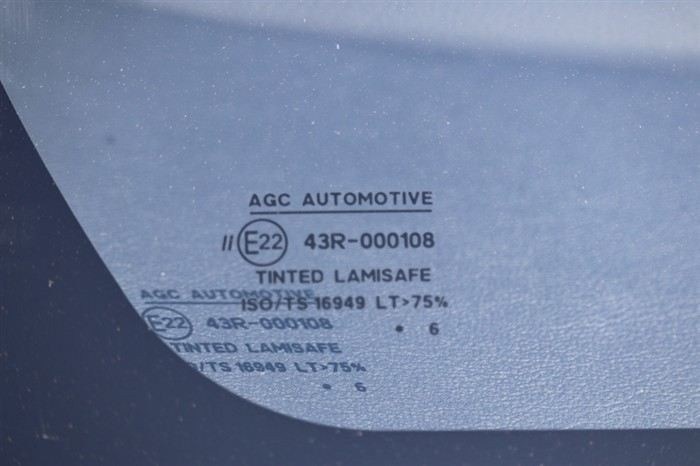 AGC AUTOMOTIVE
II E22 43R-000108
TINTED LAMISAFE
ISO/TS 16949 LT>75%
• 6
AGC AUTOMOTIVE
E22 43R-000108
TINTED LAMISAFE
/TS 16949 LT>75%
• 6